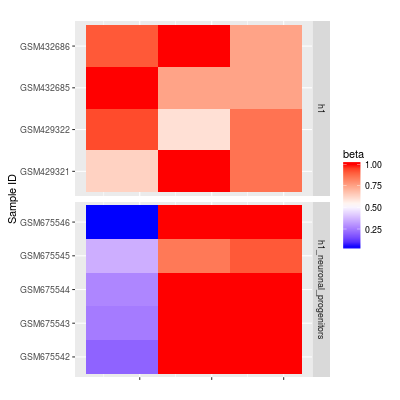 Sample ID
GSM432686
GSM432685
GSM429322
GSM429321
h1
GSM675546
GSM675545
GSM675544
GSM675543
GSM675542
h1_neuronal_progenitors
beta
1.00
0.75
0.50
0.25